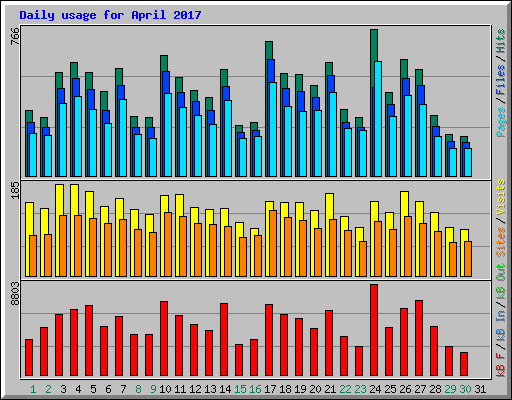 Daily usage for April 2017
766
Pages / Files / Hits
185
Sites / Visits
8803
kB F / kB In / kB Out
1 2 3 4 5 6 7 8 9 10 11 12 13 14 15 16 17 18 19 20 21 22 23 24 25 26 27 28 29 30 31